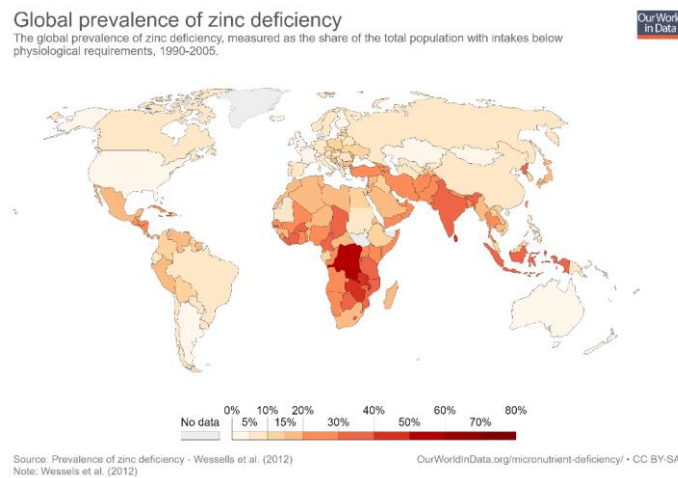 Global prevalence of zinc deficiency
Our World
in Data
The global prevalence of zinc deficiency, measured as the share of the total population with intakes below
physiological requirements, 1990-2005.
No data
0% 10% 20% 30% 40% 50% 60% 70% 80%
5% 15%
Source: Prevalence of zinc deficiency - Wessells et al. (2012)
OurWorldInData.org/micronutrient-deficiency/ • CC BY-SA
Note: Wessels et al. (2012)